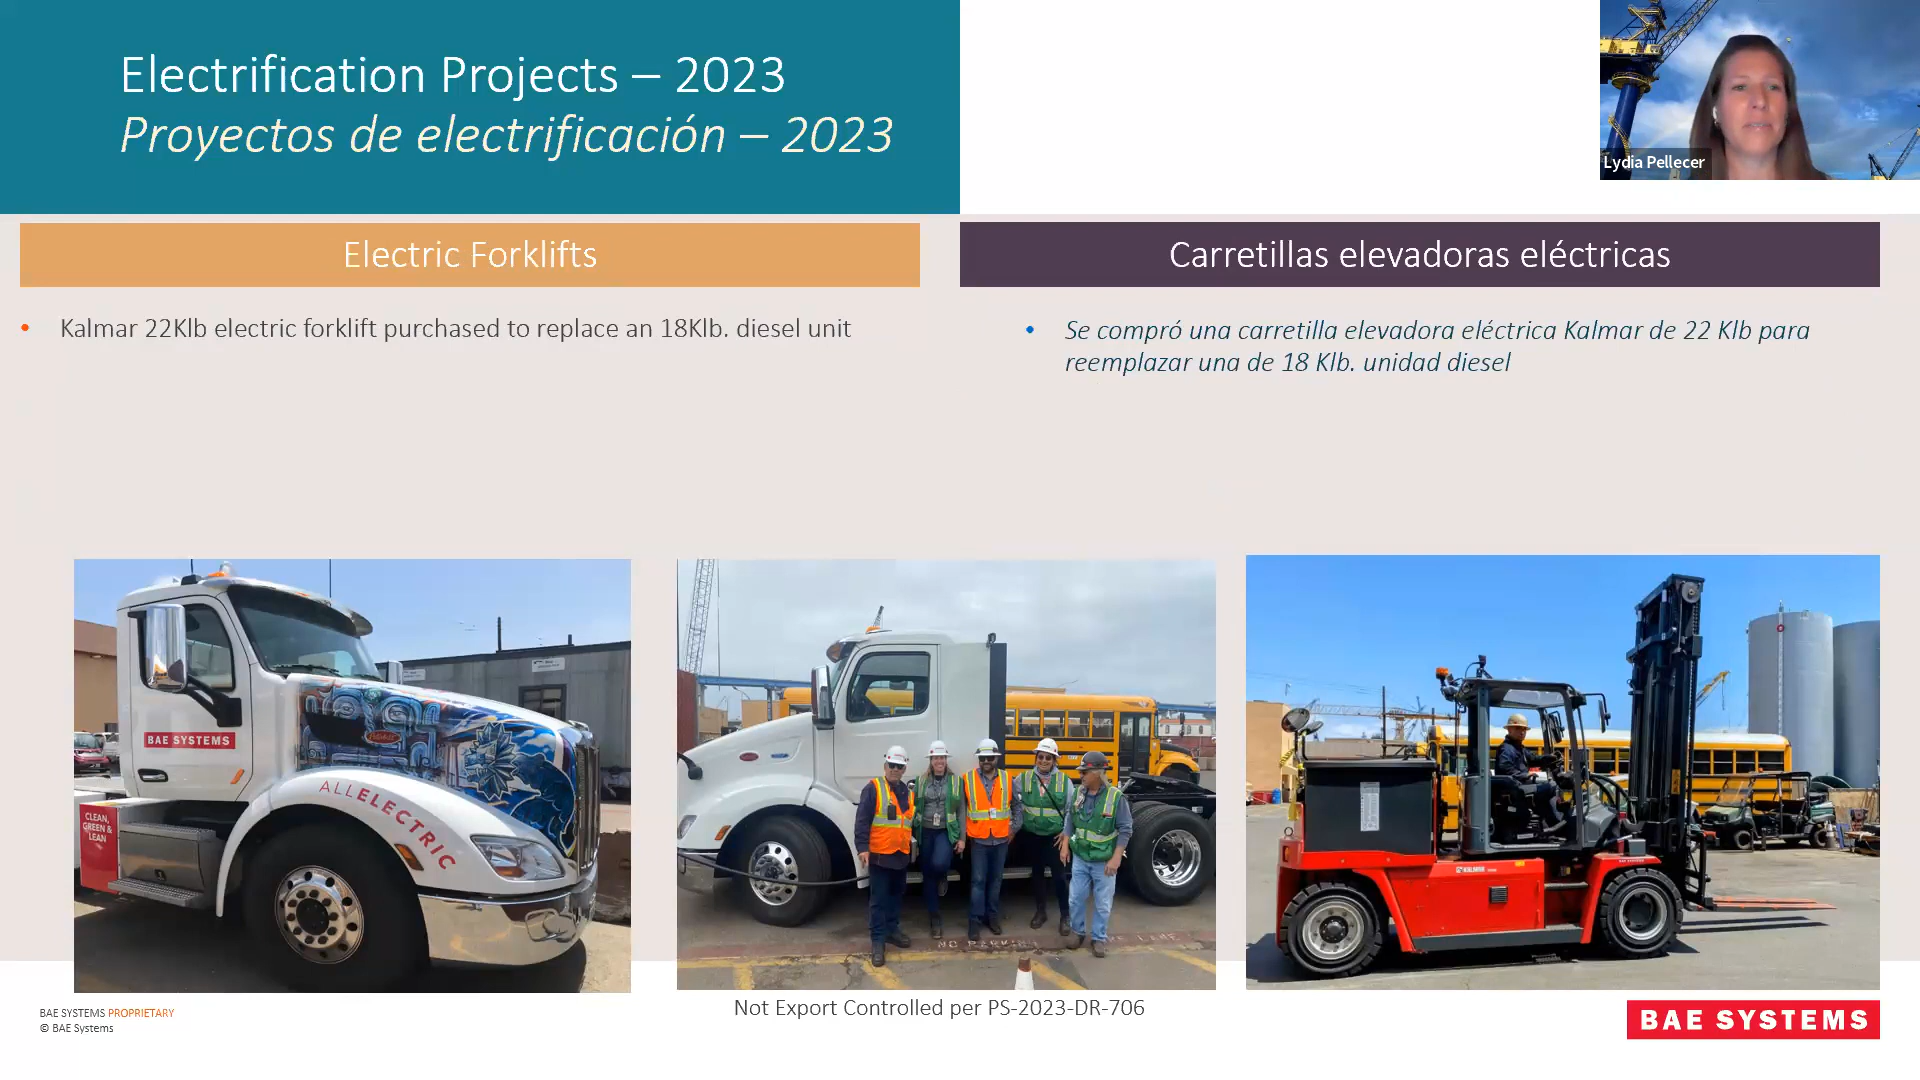 Electrification Projects – 2023
Proyectos de electrificación – 2023
Lydia Pellecer
Electric Forklifts
Carretillas elevadoras eléctricas
• Kalmar 22Klb electric forklift purchased to replace an 18Klb. diesel unit
• Se compró una carretilla elevadora eléctrica Kalmar de 22 Klb para
reemplazar una de 18 Klb. unidad diesel
BAE SYSTEMS
ALL ELECTRIC
CLEAN,
GREEN &
LEAN
NO PARKING
KALMAR
Not Export Controlled per PS-2023-DR-706
BAE SYSTEMS PROPRIETARY
© BAE Systems
BAE SYSTEMS